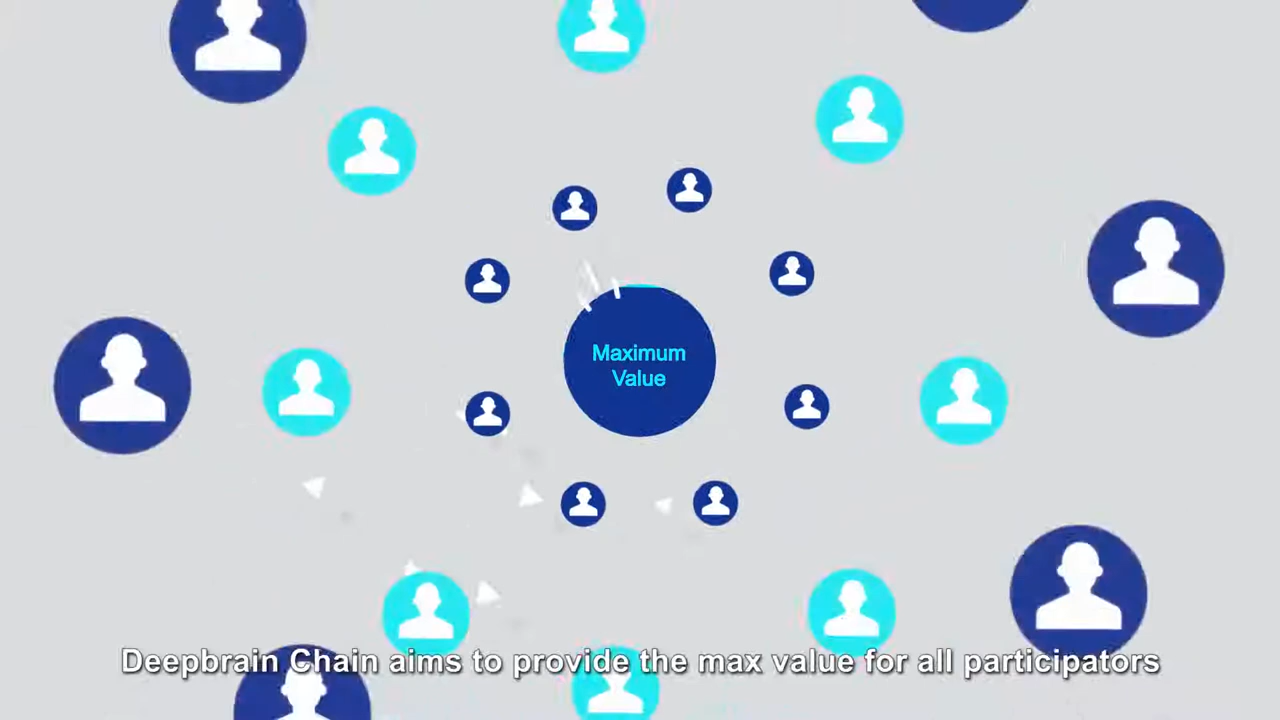 Maximum
Value
Deepbrain Chain aims to provide the max value for all participators